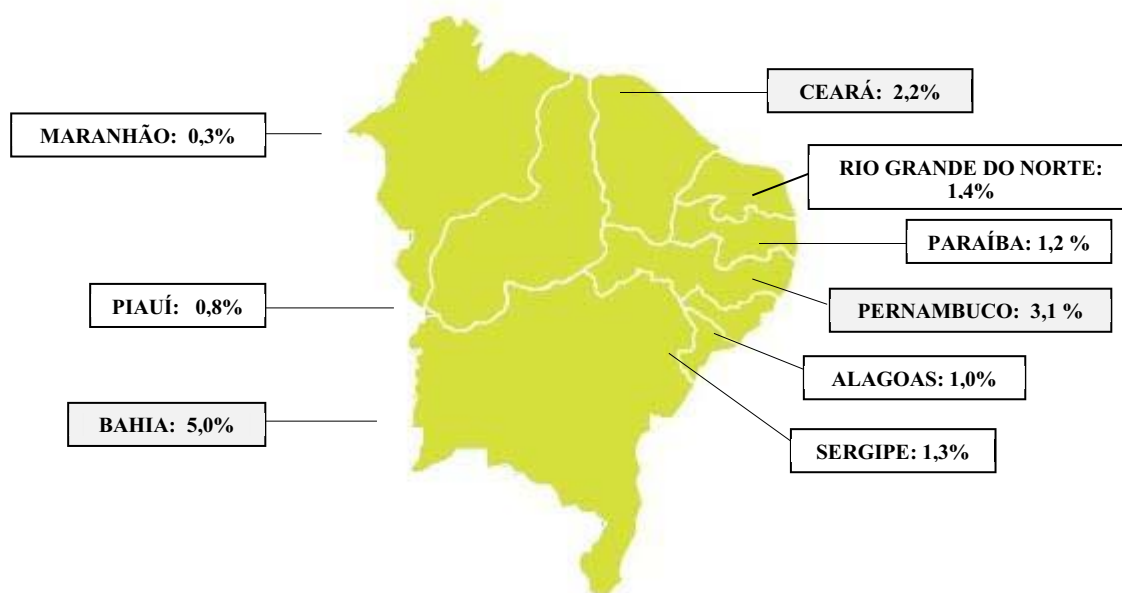 CEARÁ: 2,2%
MARANHÃO: 0,3%
RIO GRANDE DO NORTE:
1,4%
PARAÍBA: 1,2 %
PIAUÍ: 0,8%
PERNAMBUCO: 3,1 %
ALAGOAS: 1,0%
BAHIA: 5,0%
SERGIPE: 1,3%